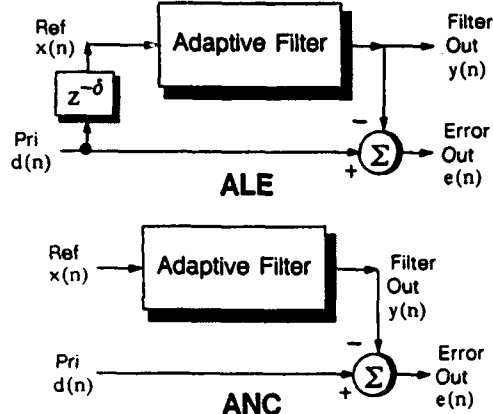 Ref
x(n)
Adaptive Filter
Filter
Out
y(n)
z^{-δ}
Pri
d(n)
−
+
Σ
Error
Out
e(n)
ALE
Ref
x(n)
Adaptive Filter
Filter
Out
y(n)
−
Pri
d(n)
+
Σ
Error
Out
e(n)
ANC